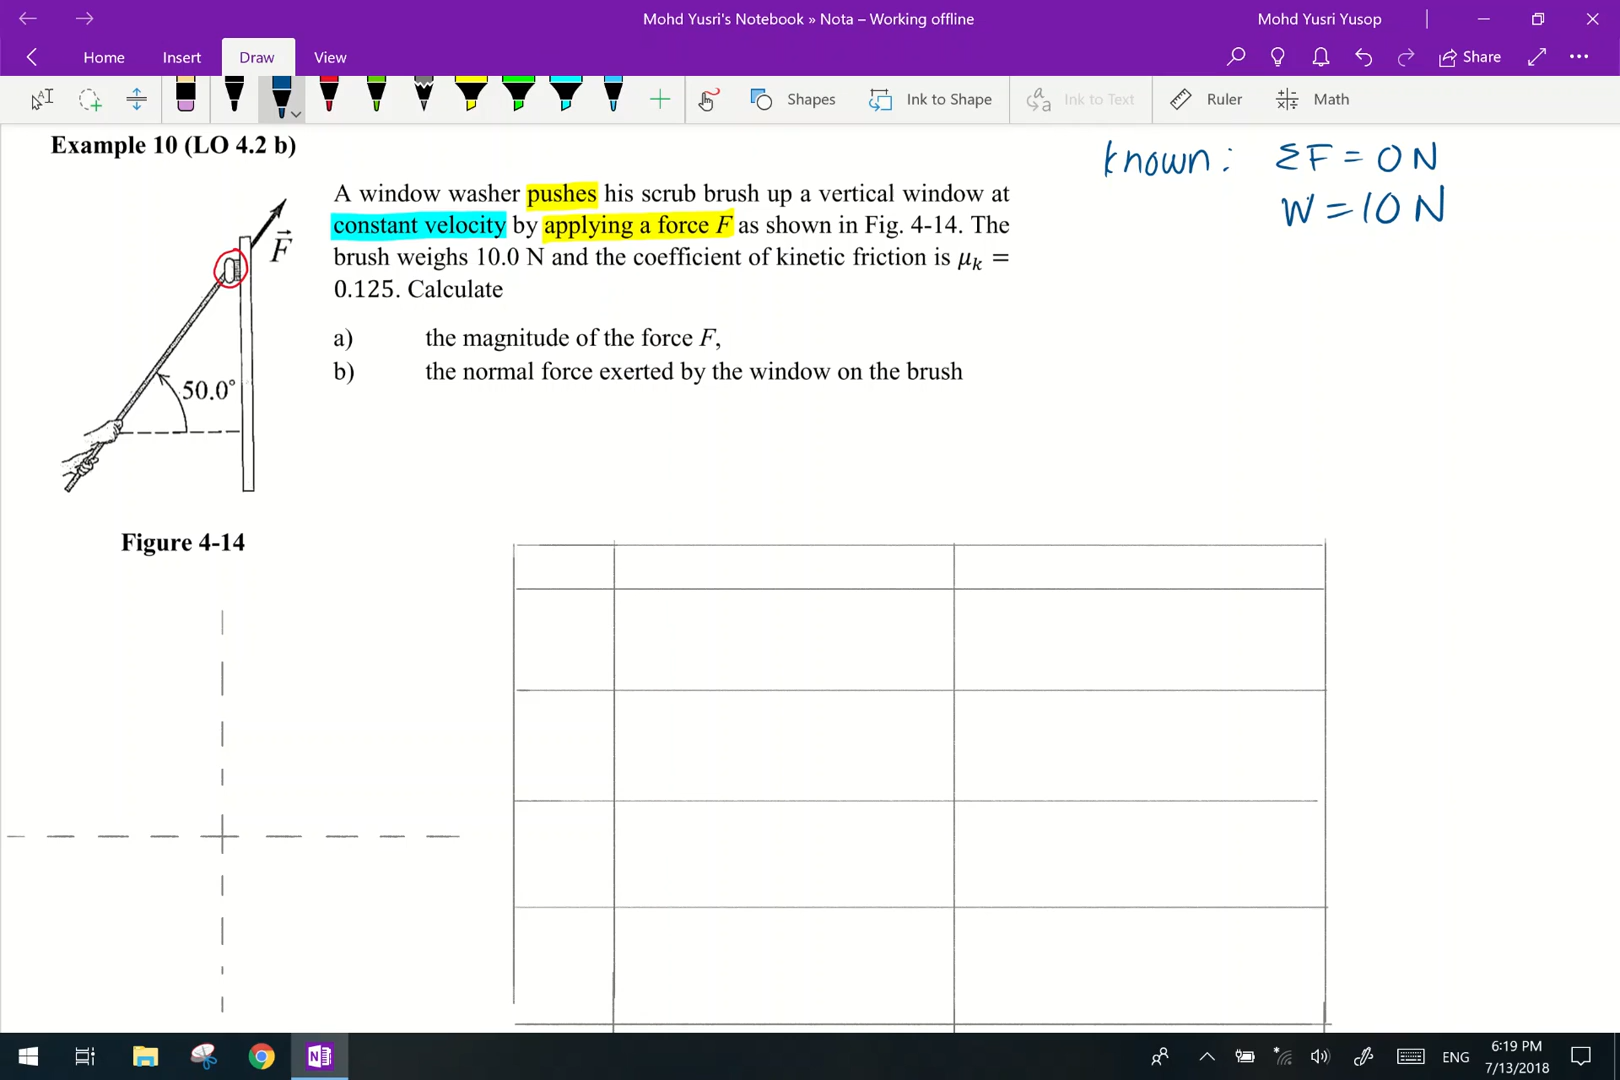 Mohd Yusri's Notebook » Nota – Working offline
Mohd Yusri Yusop
Home
Insert
Draw
View
Share
Shapes
Ink to Shape
Ink to Text
Ruler
Math
Example 10 (LO 4.2 b)
known: ΣF = 0 N
W = 10 N
A window washer pushes his scrub brush up a vertical window at
constant velocity by applying a force F as shown in Fig. 4-14. The
brush weighs 10.0 N and the coefficient of kinetic friction is μk =
0.125. Calculate
a) the magnitude of the force F,
b) the normal force exerted by the window on the brush
F⃗
50.0°
Figure 4-14
ENG
6:19 PM
7/13/2018